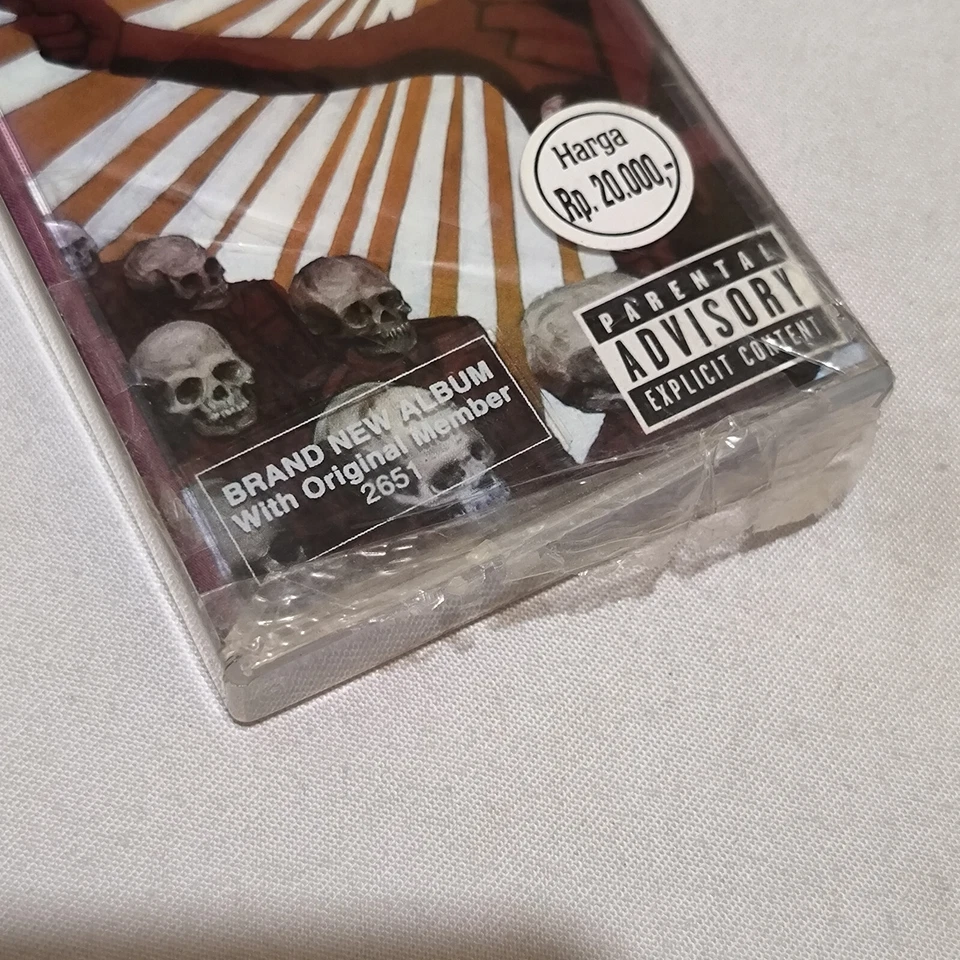 Harga
Rp. 20.000,-
PARENTAL
ADVISORY
EXPLICIT CONTENT
BRAND NEW ALBUM
With Original Member
2651